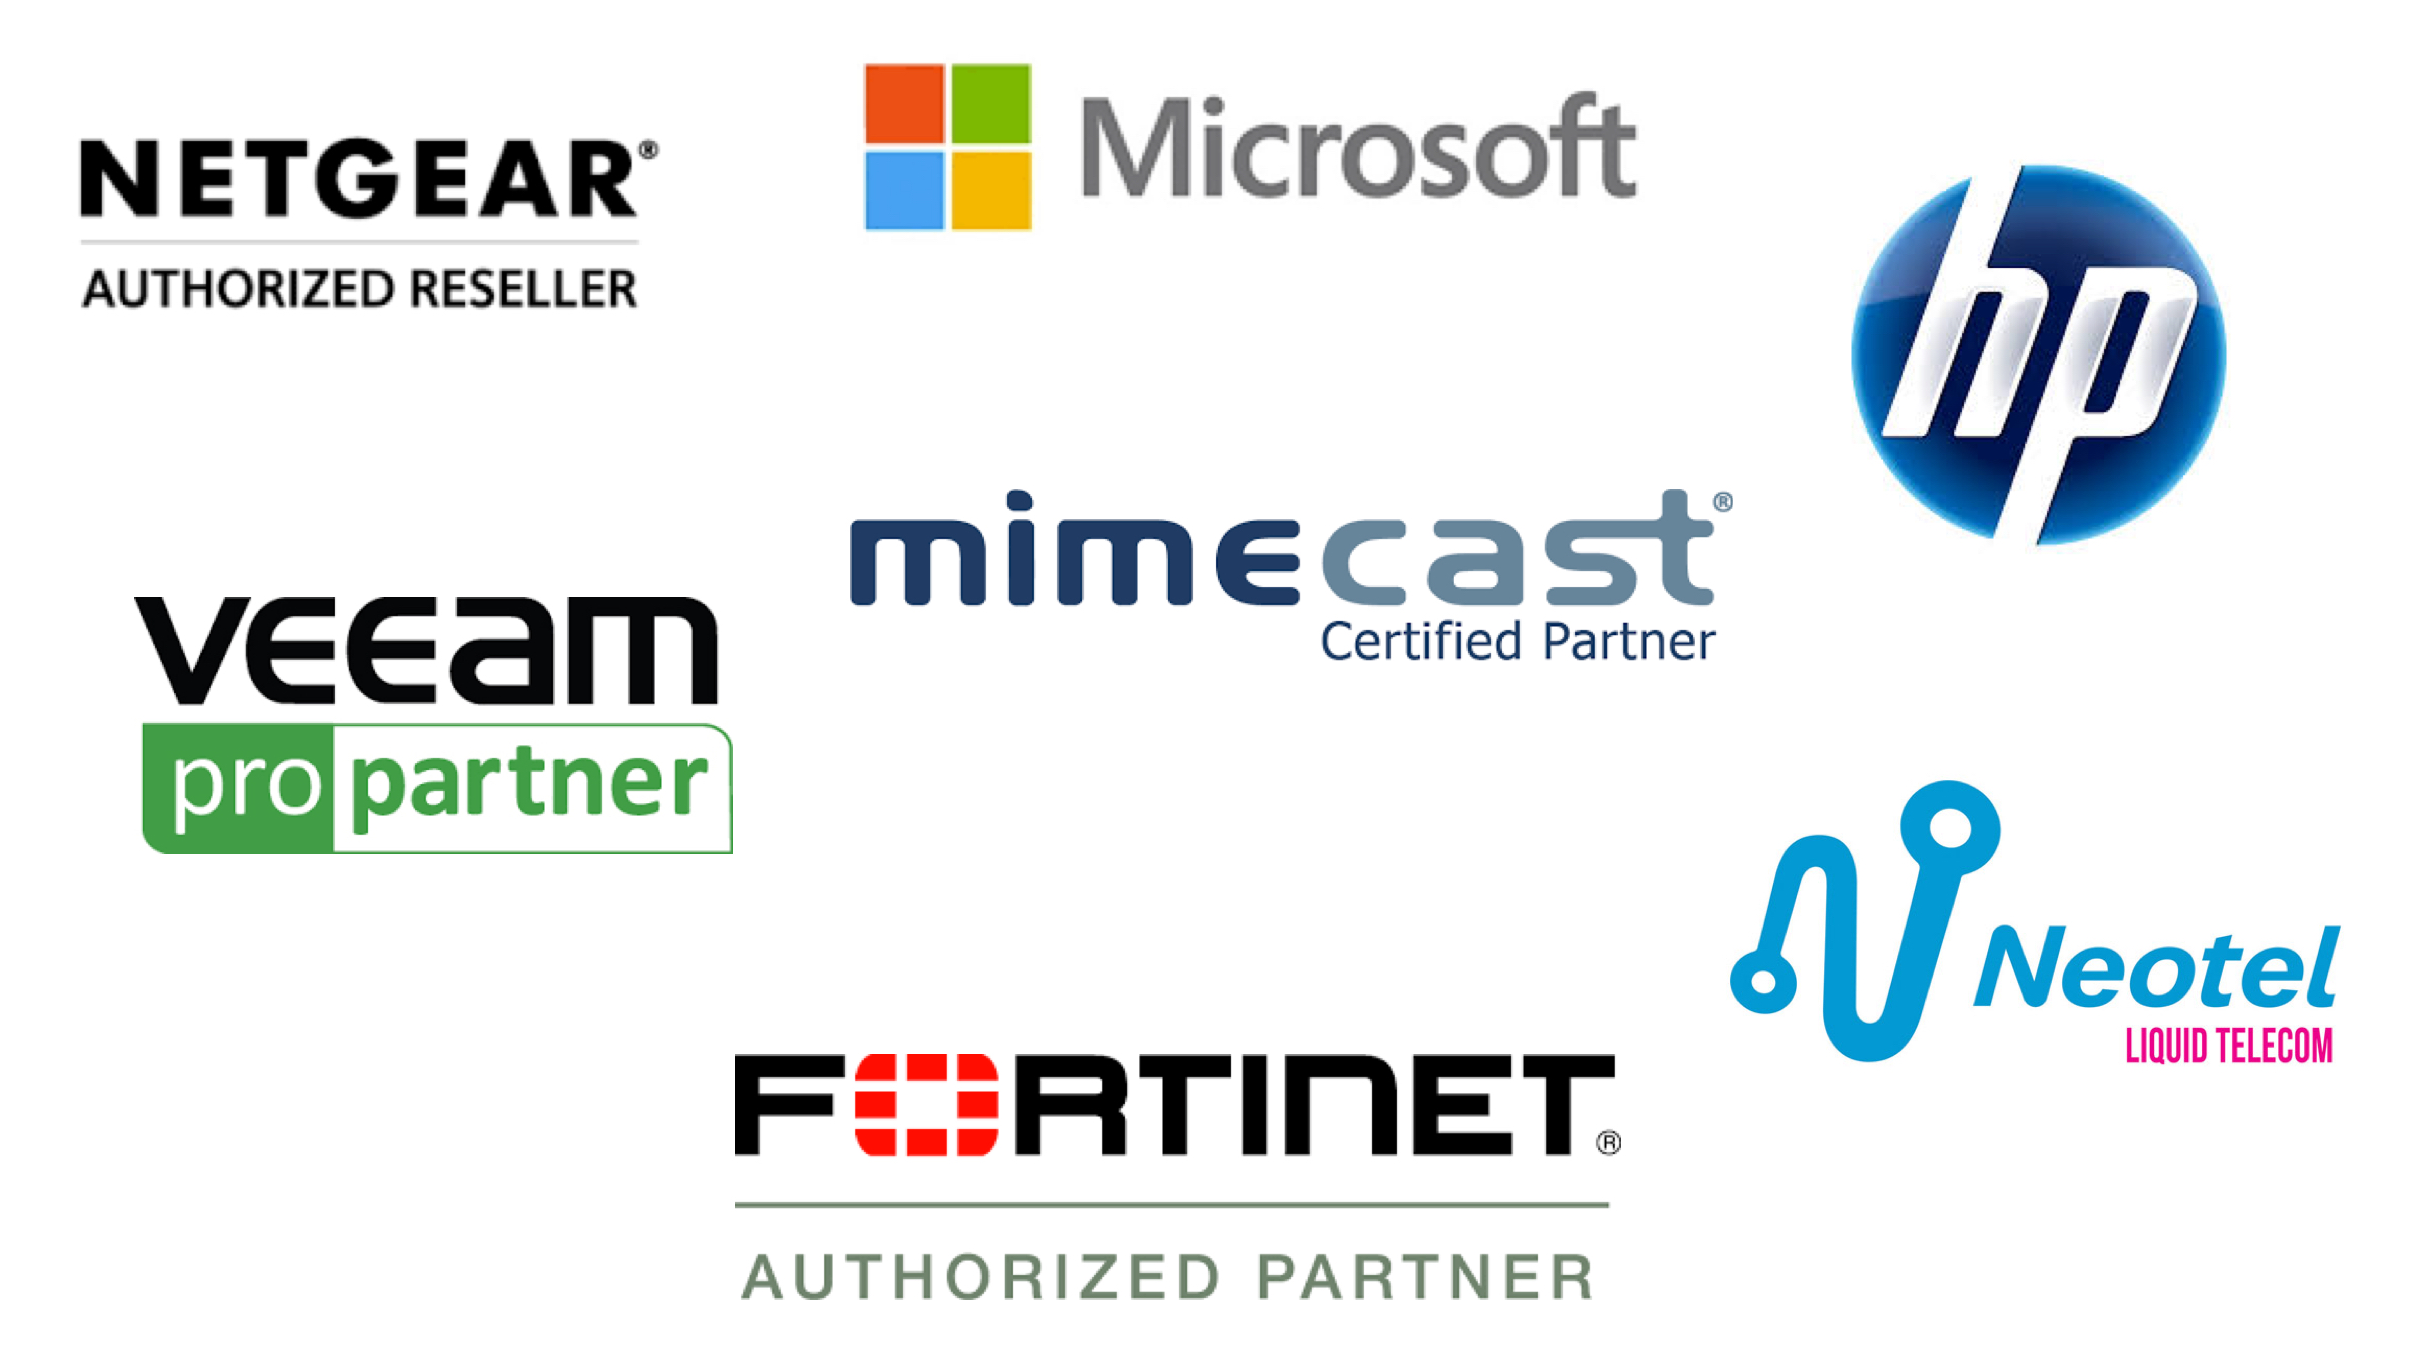 NETGEAR®
AUTHORIZED RESELLER
Microsoft
hp
mimecast®
Certified Partner
veeam
pro partner
Neotel
LIQUID TELECOM
FORTINET®
AUTHORIZED PARTNER